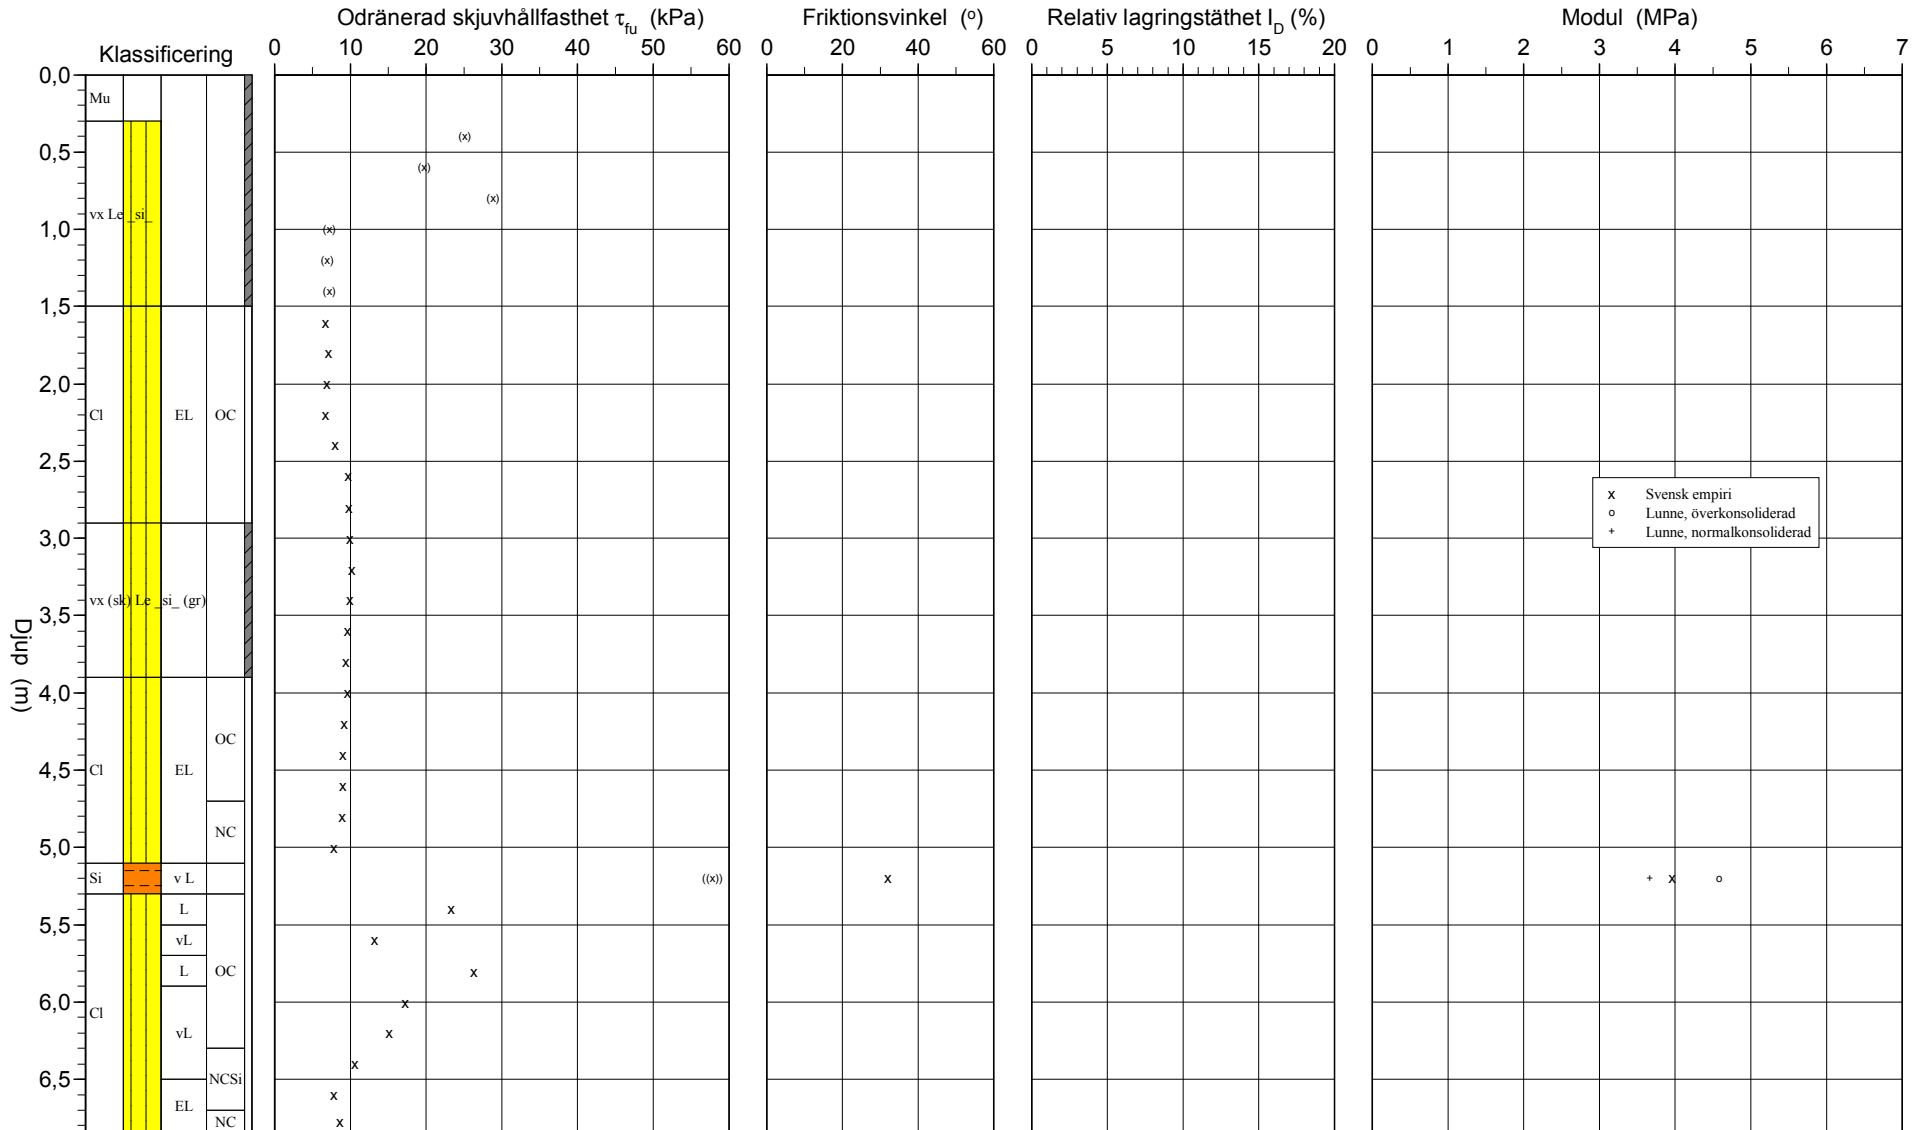 Odränerad skjuvhållfasthet τfu (kPa)
Friktionsvinkel (o)
Relativ lagringstäthet ID (%)
Modul (MPa)
Klassificering
0 10 20 30 40 50 60
0 20 40 60
0 5 10 15 20
0 1 2 3 4 5 6 7
0,0
Mu
(x)
0,5
(x)
(x)
vx Le _si_
1,0
(x)
(x)
(x)
1,5
x
x
2,0
x
Cl EL OC
x
x
2,5
x
x
x Svensk empiri
o Lunne, överkonsoliderad
+ Lunne, normalkonsoliderad
3,0
x
x
vx (sk) Le _si_ (gr)
x
3,5
x
x
Djup (m)
4,0
x
x
OC
x
4,5
Cl EL
x
x
NC
5,0
x
Si v L
((x))
x
+ x o
L
x
5,5
vL
x
L OC
x
6,0
x
Cl
vL
x
x
6,5
NCSi
x
EL
NC
x